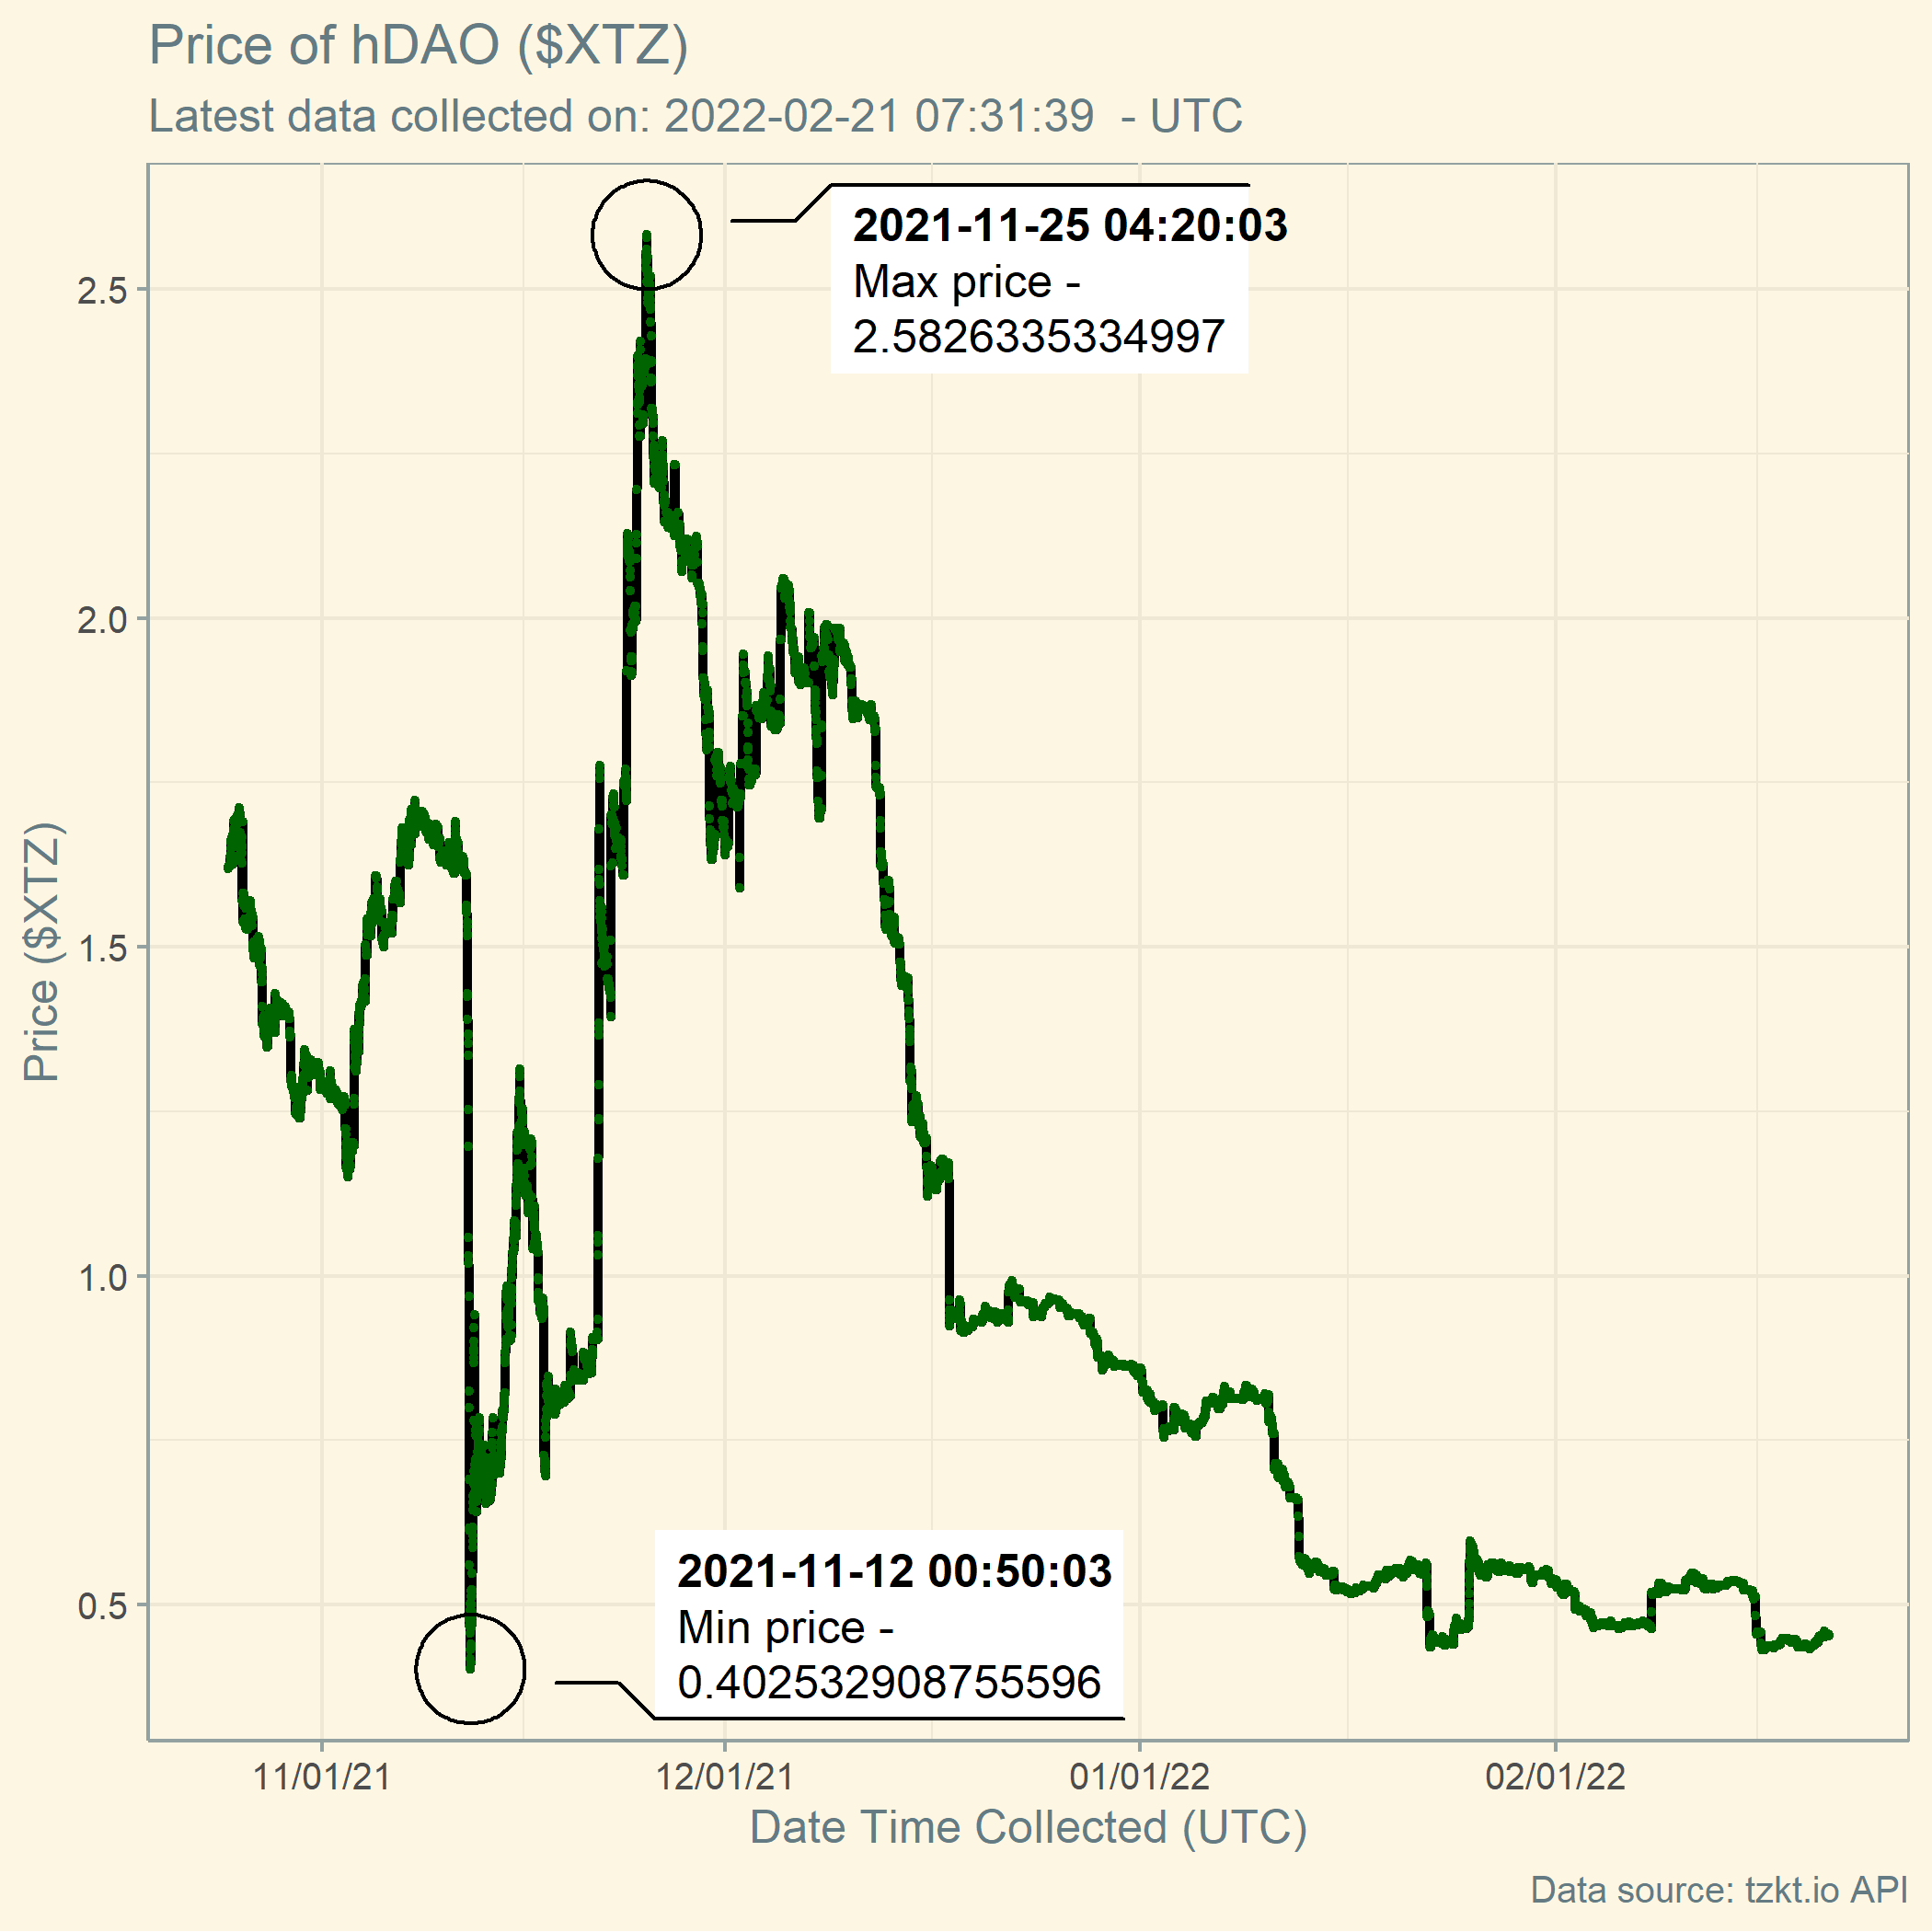 Price of hDAO ($XTZ)
Latest data collected on: 2022-02-21 07:31:39  - UTC
2021-11-25 04:20:03
Max price -
2.5826335334997
2.5
2.0
1.5
1.0
0.5
Price ($XTZ)
2021-11-12 00:50:03
Min price -
0.402532908755596
11/01/21
12/01/21
01/01/22
02/01/22
Date Time Collected (UTC)
Data source: tzkt.io API